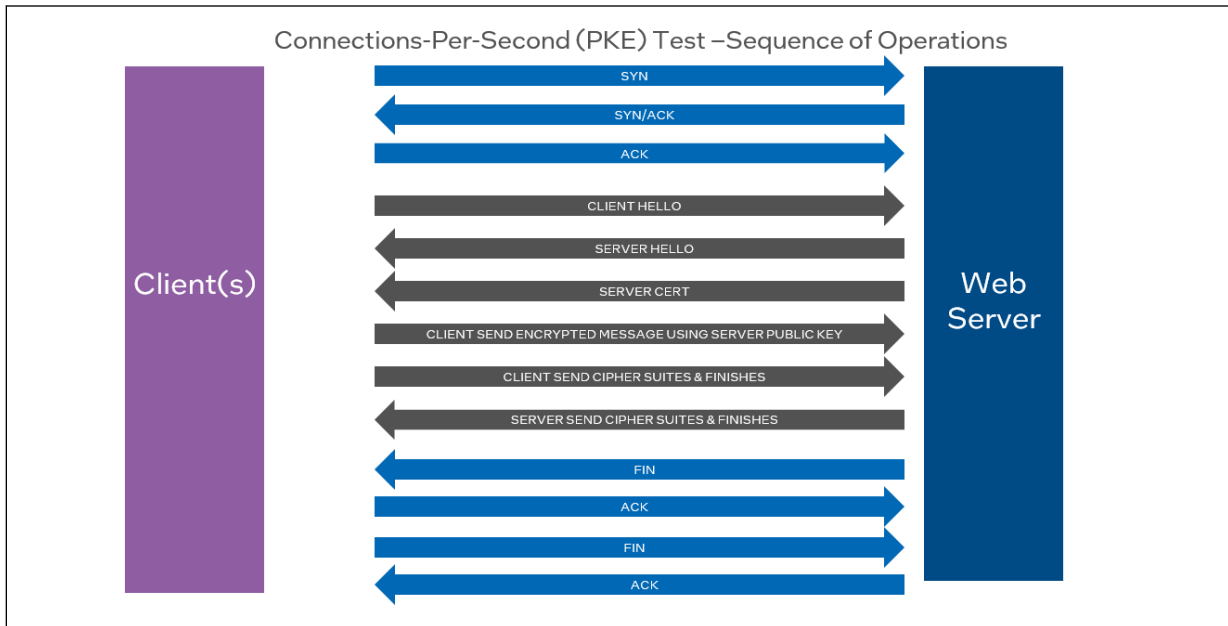 Connections-Per-Second (PKE) Test –Sequence of Operations
SYN
SYN/ACK
ACK
CLIENT HELLO
SERVER HELLO
SERVER CERT
CLIENT SEND ENCRYPTED MESSAGE USING SERVER PUBLIC KEY
CLIENT SEND CIPHER SUITES & FINISHES
SERVER SEND CIPHER SUITES & FINISHES
FIN
ACK
FIN
ACK
Client(s)
Web
Server